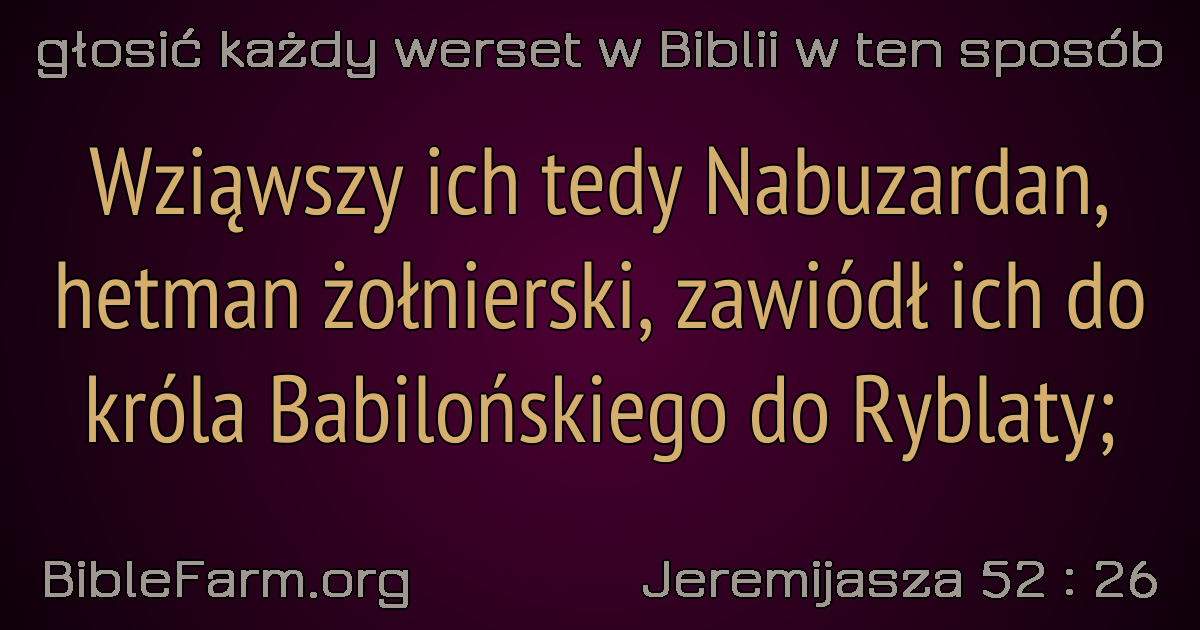 głosić każdy werset w Biblii w ten sposób
Wziąwszy ich tedy Nabuzardan,
hetman żołnierski, zawiódł ich do
króla Babilońskiego do Ryblaty;
BibleFarm.org
Jeremijasza 52 : 26